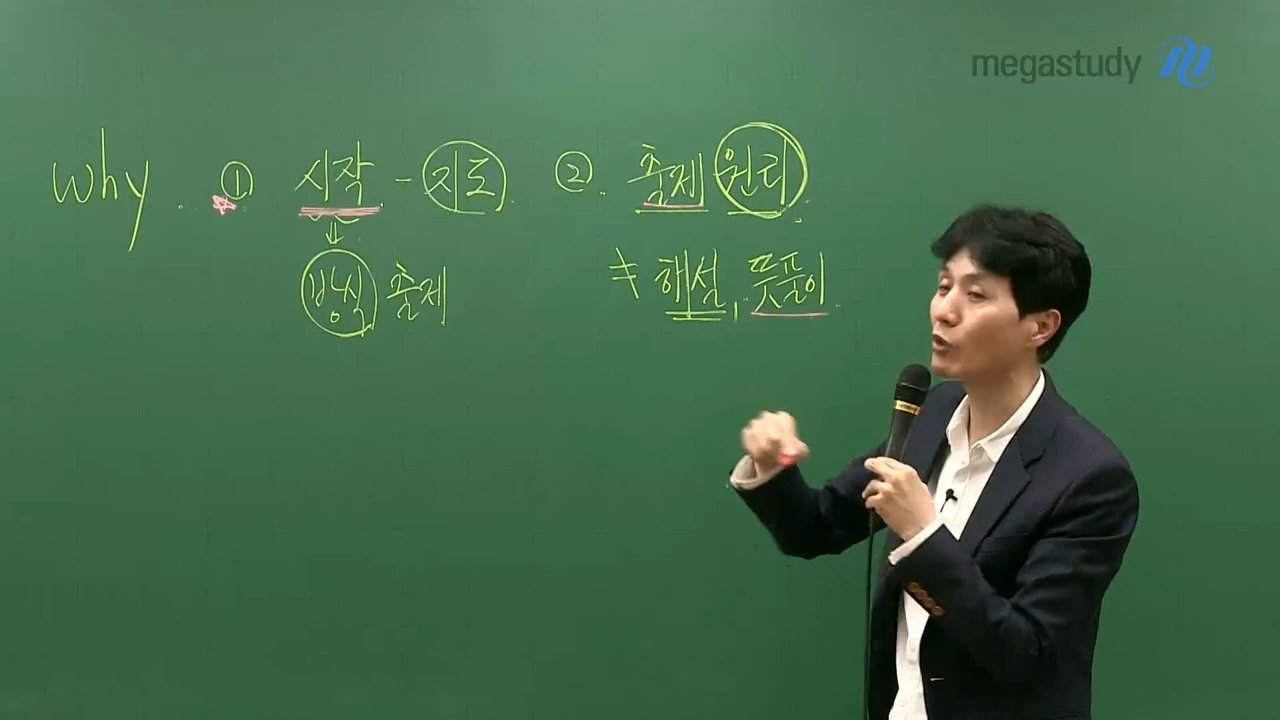 megastudy
why ① 시작 - 지도 ② 출제 원리
방식 출제 ≠ 해설, 뜻풀이